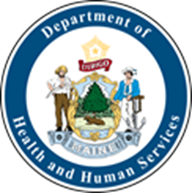 Department of
DIRIGO
MAINE
Health and Human Services